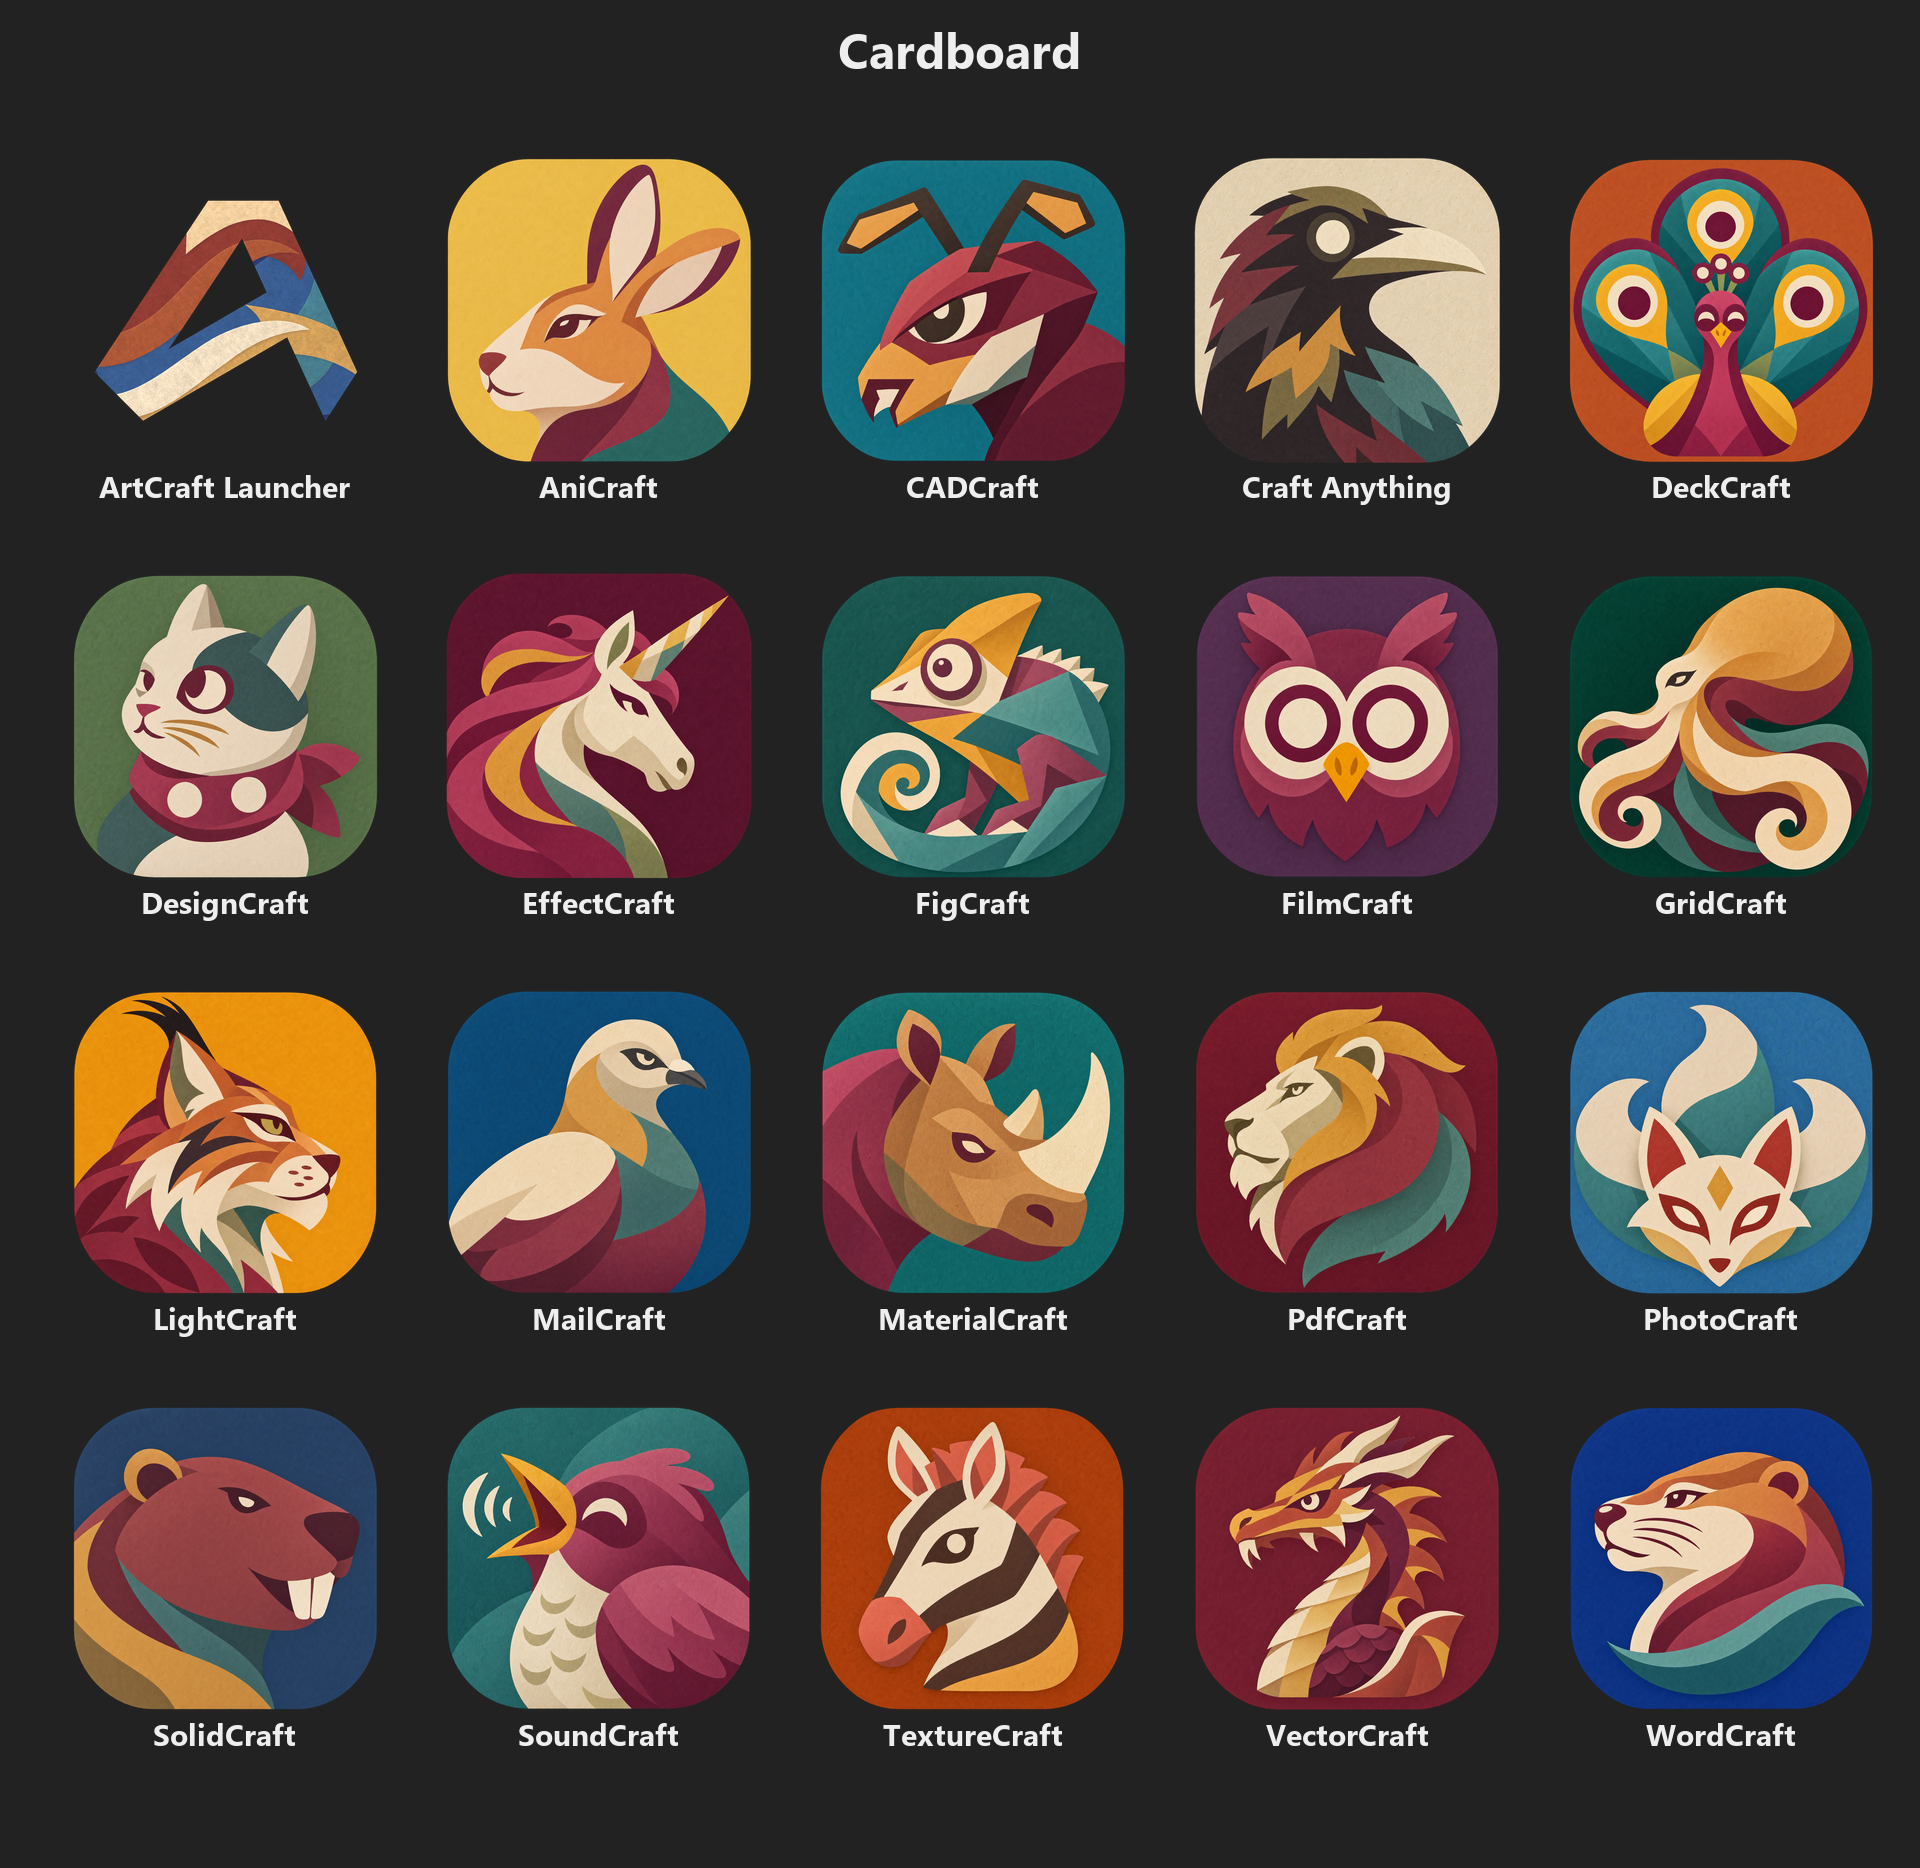 Cardboard
ArtCraft Launcher
AniCraft
CADCraft
Craft Anything
DeckCraft
DesignCraft
EffectCraft
FigCraft
FilmCraft
GridCraft
LightCraft
MailCraft
MaterialCraft
PdfCraft
PhotoCraft
SolidCraft
SoundCraft
TextureCraft
VectorCraft
WordCraft